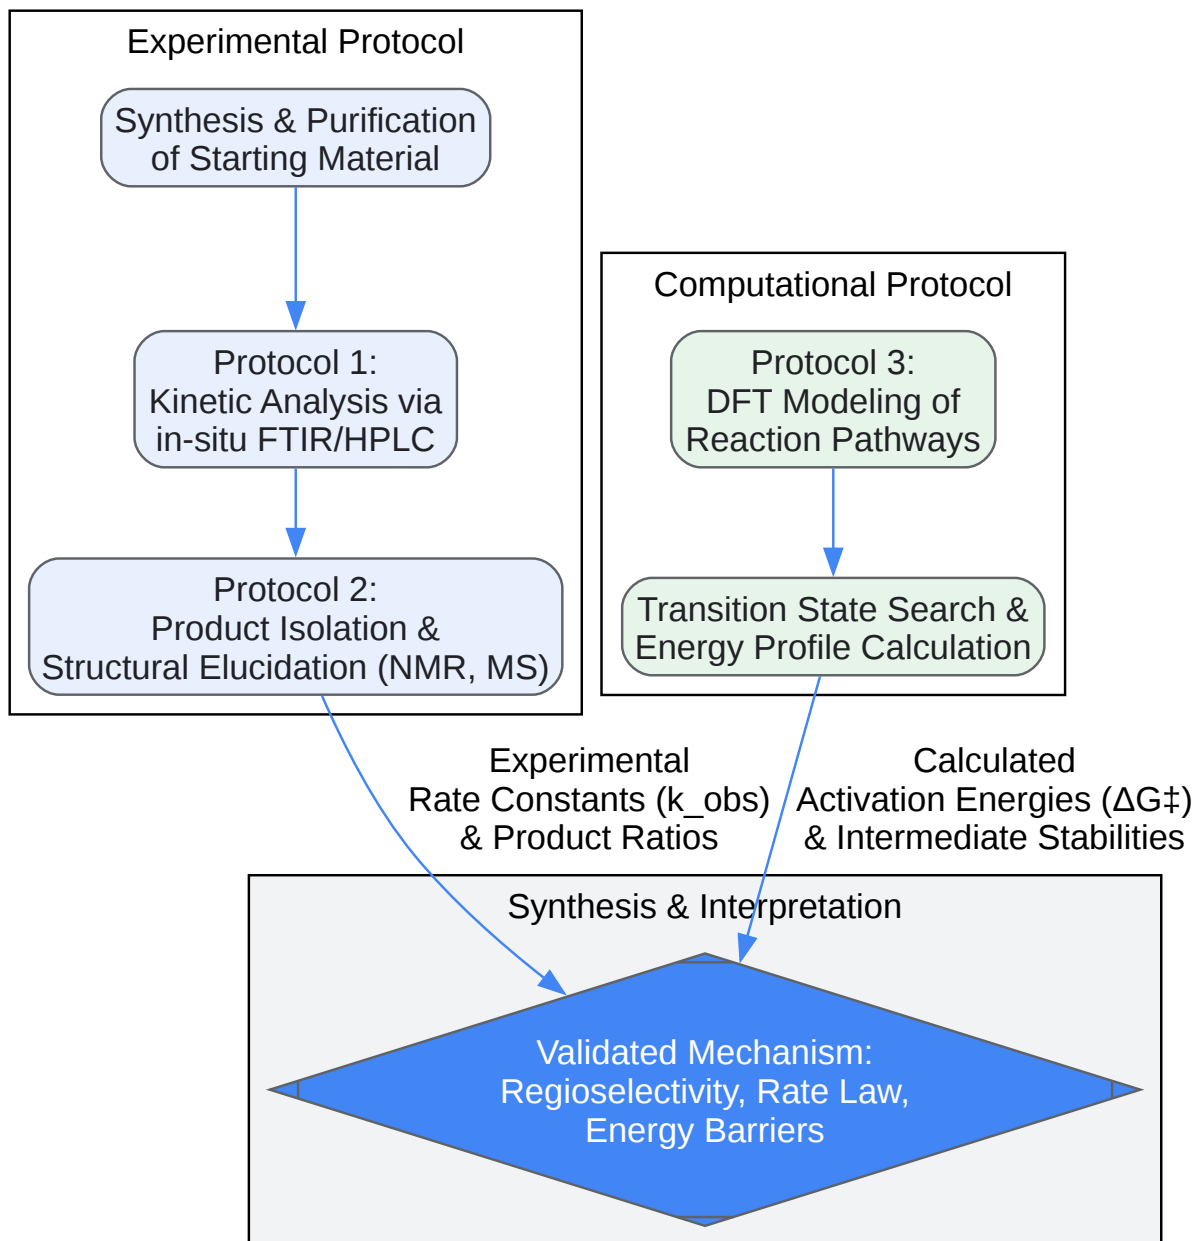 Experimental Protocol
Synthesis & Purification
of Starting Material
Protocol 1:
Kinetic Analysis via
in-situ FTIR/HPLC
Protocol 2:
Product Isolation &
Structural Elucidation (NMR, MS)
Computational Protocol
Protocol 3:
DFT Modeling of
Reaction Pathways
Transition State Search &
Energy Profile Calculation
Experimental
Rate Constants (k_obs)
& Product Ratios
Calculated
Activation Energies (ΔG‡)
& Intermediate Stabilities
Synthesis & Interpretation
Validated Mechanism:
Regioselectivity, Rate Law,
Energy Barriers